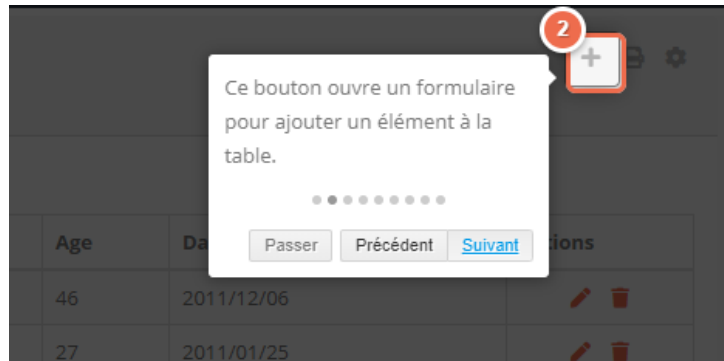 2
Ce bouton ouvre un formulaire
pour ajouter un élément à la
table.
Passer Précédent Suivant
Age Da tions
46 2011/12/06
27 2011/01/25